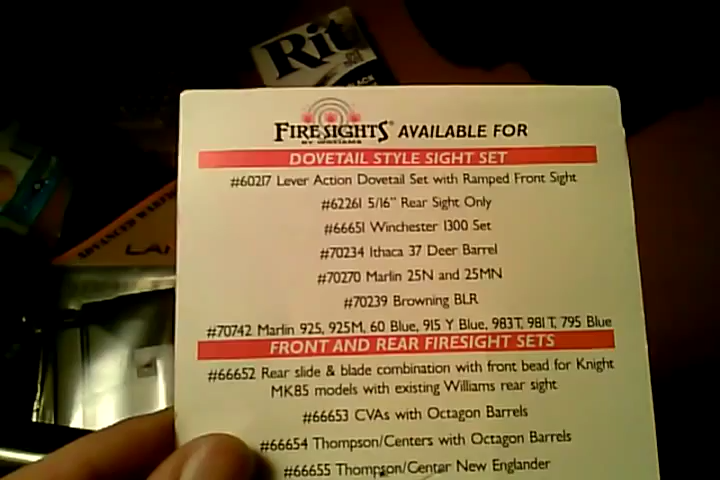 Rit
FIRESIGHTS® AVAILABLE FOR
BY WILLIAMS
DOVETAIL STYLE SIGHT SET
#60217 Lever Action Dovetail Set with Ramped Front Sight
#62261 5/16" Rear Sight Only
#66651 Winchester 1300 Set
#70234 Ithaca 37 Deer Barrel
#70270 Marlin 25N and 25MN
#70239 Browning BLR
#70742 Marlin 925, 925M, 60 Blue, 915 Y Blue, 983T, 981T, 795 Blue
FRONT AND REAR FIRESIGHT SETS
#66652 Rear slide & blade combination with front bead for Knight
MK85 models with existing Williams rear sight
#66653 CVAs with Octagon Barrels
#66654 Thompson/Centers with Octagon Barrels
#66655 Thompson/Center New Englander
ADVANCED